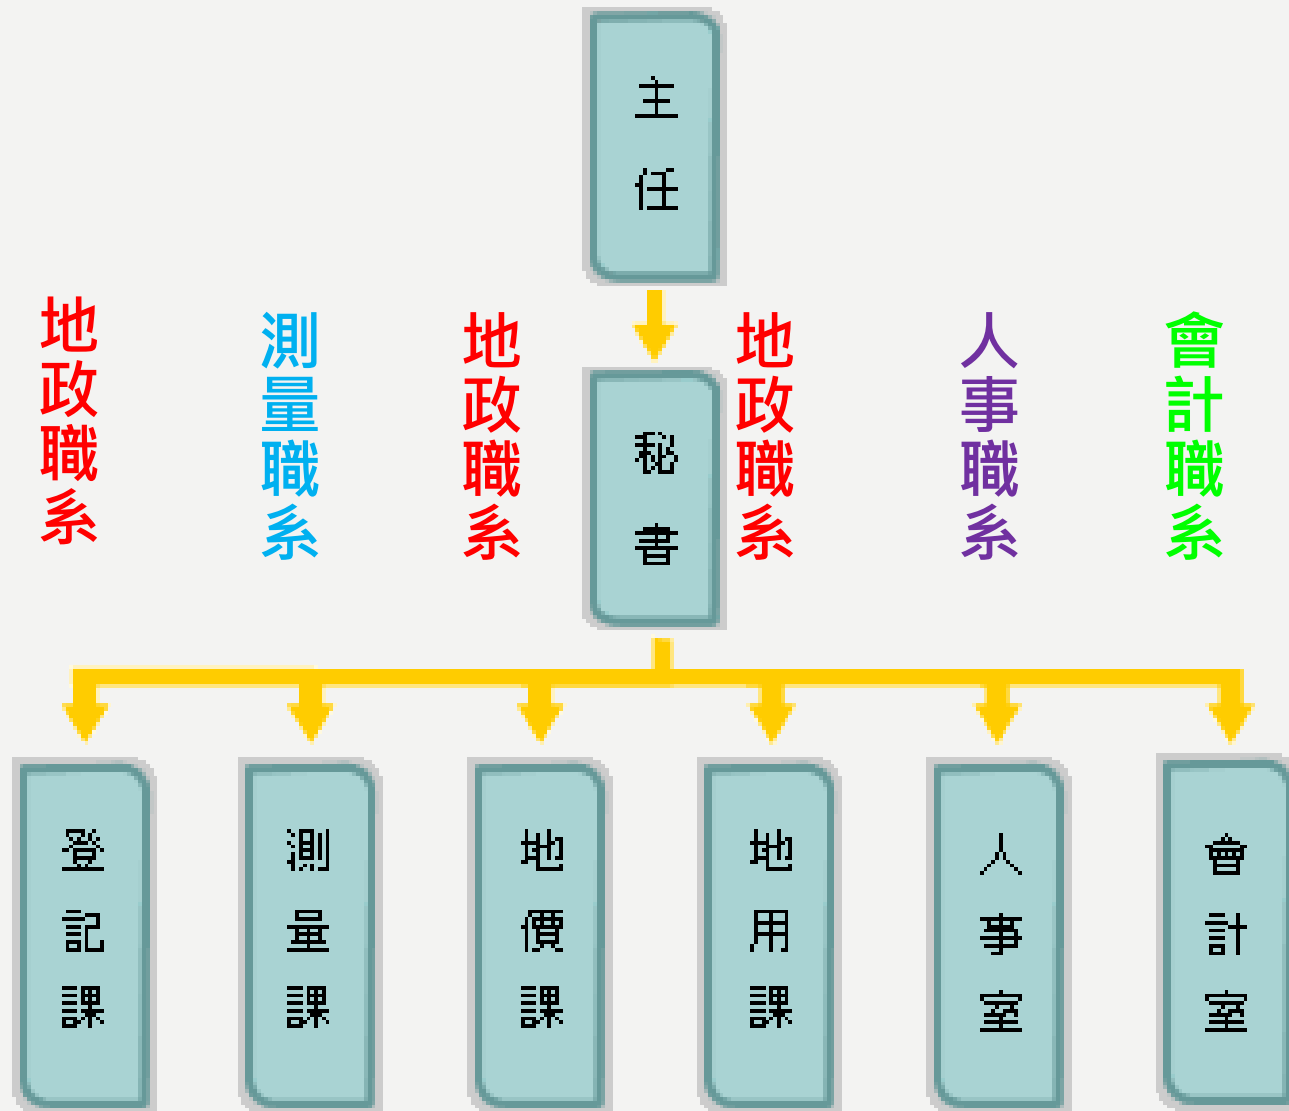 主任
地政職系
測量職系
地政職系
秘書
地政職系
人事職系
會計職系
登記課
測量課
地價課
地用課
人事室
會計室